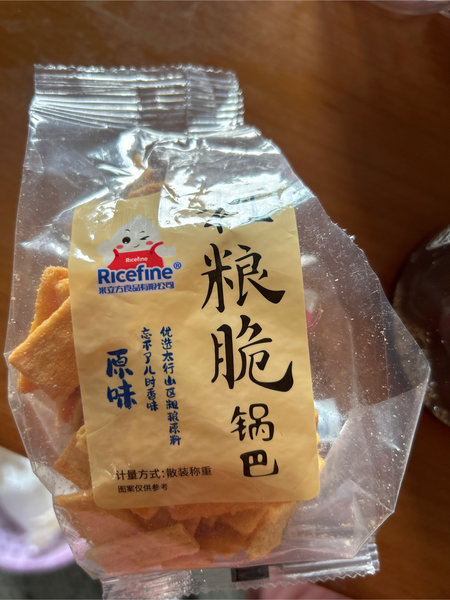 Ricefine
Ricefine®
米立方食品有限公司
粮脆
锅巴
优选太行山区粗粮原料
忘不了儿时香味
原味
计量方式:散装称重
图案仅供参考